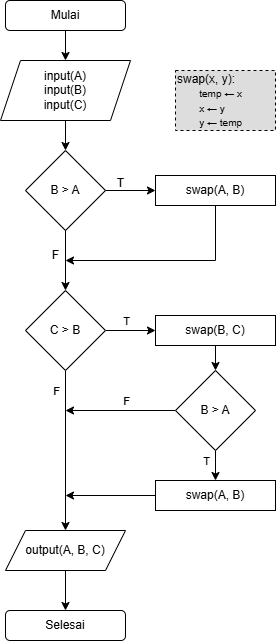 Mulai
input(A)
input(B)
input(C)
swap(x, y):
temp ← x
x ← y
y ← temp
B > A
T
swap(A, B)
F
C > B
T
swap(B, C)
F
F
B > A
T
swap(A, B)
output(A, B, C)
Selesai